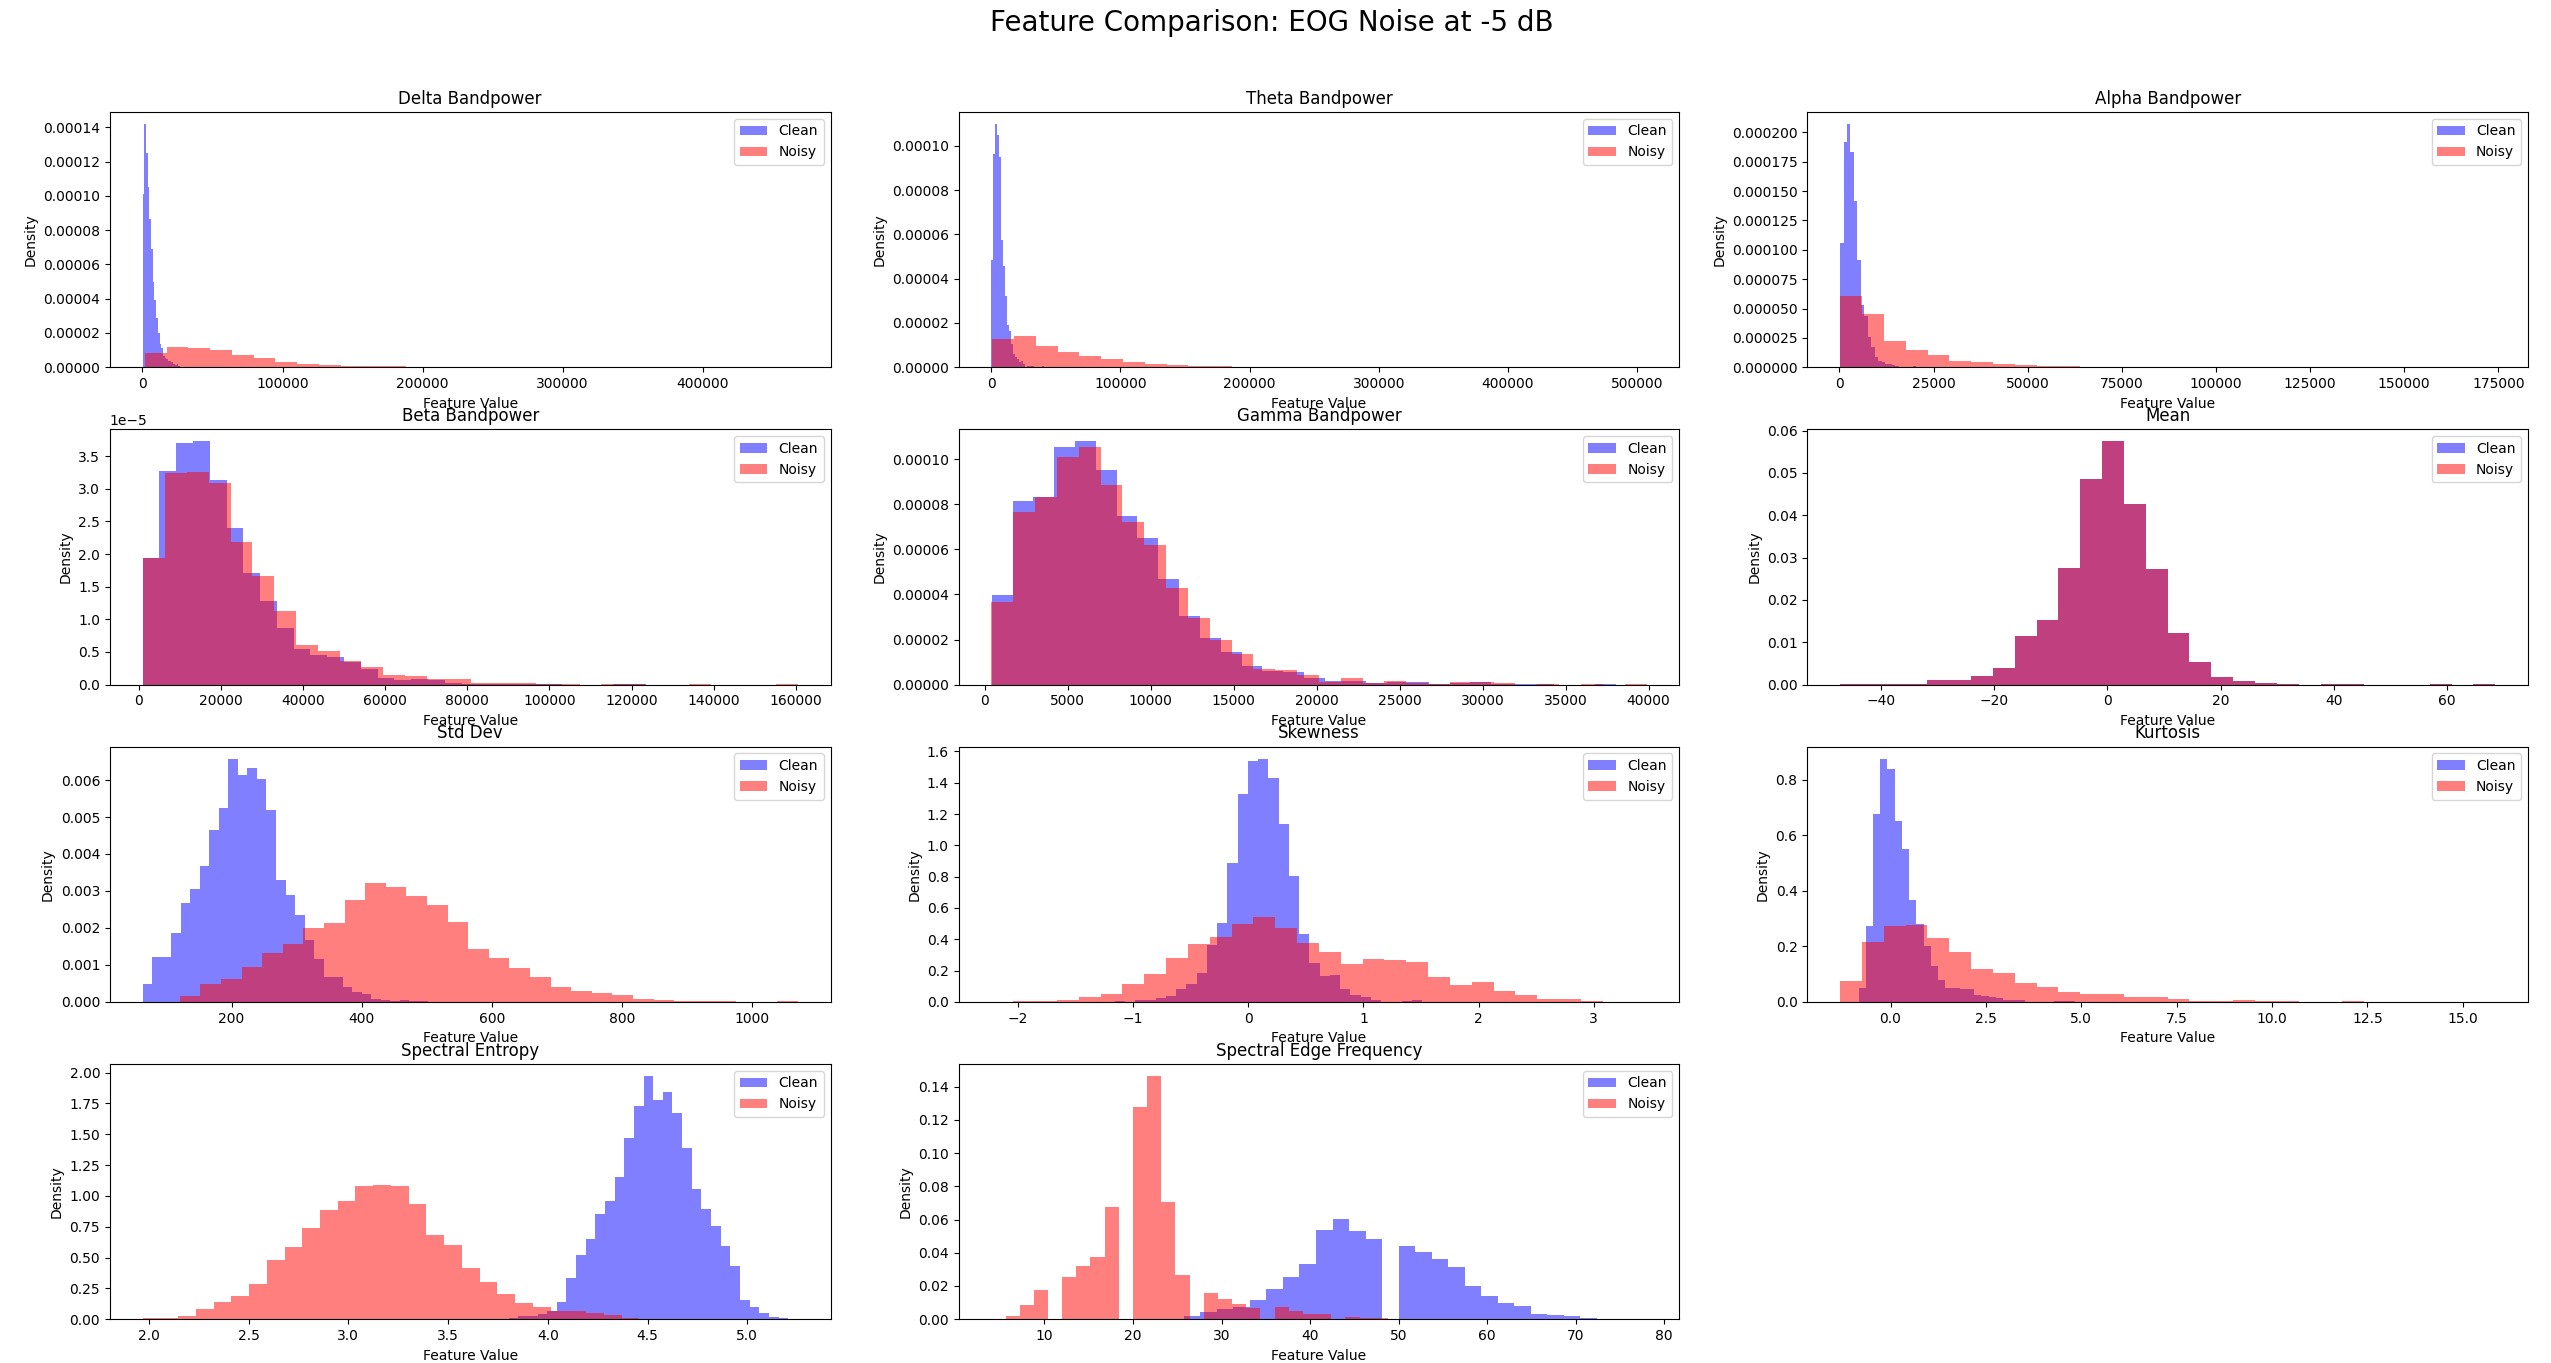 Feature Comparison: EOG Noise at -5 dB
Delta Bandpower
Density
0.00014
0.00012
0.00010
0.00008
0.00006
0.00004
0.00002
0.00000
Clean
Noisy
0 100000 200000 300000 400000
Feature Value
Theta Bandpower
Density
0.00010
0.00008
0.00006
0.00004
0.00002
0.00000
Clean
Noisy
0 100000 200000 300000 400000 500000
Feature Value
Alpha Bandpower
Density
0.000200
0.000175
0.000150
0.000125
0.000100
0.000075
0.000050
0.000025
0.000000
Clean
Noisy
0 25000 50000 75000 100000 125000 150000 175000
Feature Value
Beta Bandpower
1e−5
Density
3.5
3.0
2.5
2.0
1.5
1.0
0.5
0.0
Clean
Noisy
0 20000 40000 60000 80000 100000 120000 140000 160000
Feature Value
Gamma Bandpower
Density
0.00010
0.00008
0.00006
0.00004
0.00002
0.00000
Clean
Noisy
0 5000 10000 15000 20000 25000 30000 35000 40000
Feature Value
Mean
Density
0.06
0.05
0.04
0.03
0.02
0.01
0.00
Clean
Noisy
−40 −20 0 20 40 60
Feature Value
Std Dev
Density
0.006
0.005
0.004
0.003
0.002
0.001
0.000
Clean
Noisy
200 400 600 800 1000
Feature Value
Skewness
Density
1.6
1.4
1.2
1.0
0.8
0.6
0.4
0.2
0.0
Clean
Noisy
−2 −1 0 1 2 3
Feature Value
Kurtosis
Density
0.8
0.6
0.4
0.2
0.0
Clean
Noisy
0.0 2.5 5.0 7.5 10.0 12.5 15.0
Feature Value
Spectral Entropy
Density
2.00
1.75
1.50
1.25
1.00
0.75
0.50
0.25
0.00
Clean
Noisy
2.0 2.5 3.0 3.5 4.0 4.5 5.0
Feature Value
Spectral Edge Frequency
Density
0.14
0.12
0.10
0.08
0.06
0.04
0.02
0.00
Clean
Noisy
10 20 30 40 50 60 70 80
Feature Value